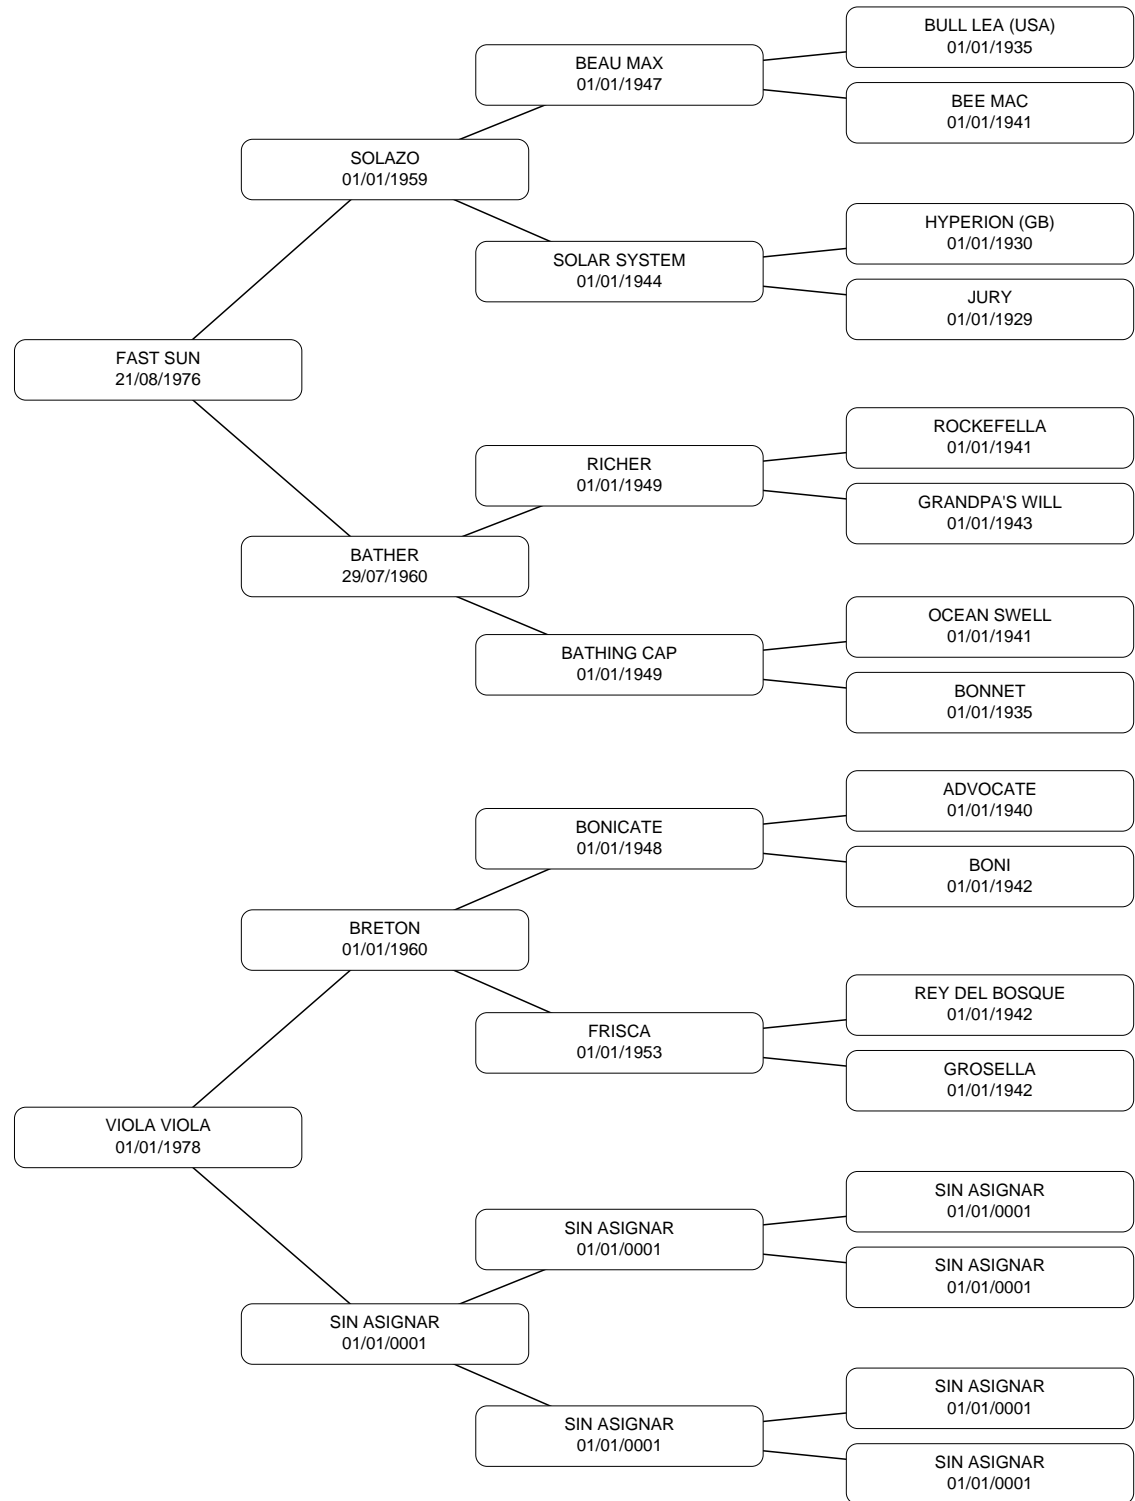 BULL LEA (USA)
01/01/1935
BEAU MAX
01/01/1947
BEE MAC
01/01/1941
SOLAZO
01/01/1959
HYPERION (GB)
01/01/1930
SOLAR SYSTEM
01/01/1944
JURY
01/01/1929
FAST SUN
21/08/1976
ROCKEFELLA
01/01/1941
RICHER
01/01/1949
GRANDPA'S WILL
01/01/1943
BATHER
29/07/1960
OCEAN SWELL
01/01/1941
BATHING CAP
01/01/1949
BONNET
01/01/1935
ADVOCATE
01/01/1940
BONICATE
01/01/1948
BONI
01/01/1942
BRETON
01/01/1960
REY DEL BOSQUE
01/01/1942
FRISCA
01/01/1953
GROSELLA
01/01/1942
VIOLA VIOLA
01/01/1978
SIN ASIGNAR
01/01/0001
SIN ASIGNAR
01/01/0001
SIN ASIGNAR
01/01/0001
SIN ASIGNAR
01/01/0001
SIN ASIGNAR
01/01/0001
SIN ASIGNAR
01/01/0001
SIN ASIGNAR
01/01/0001